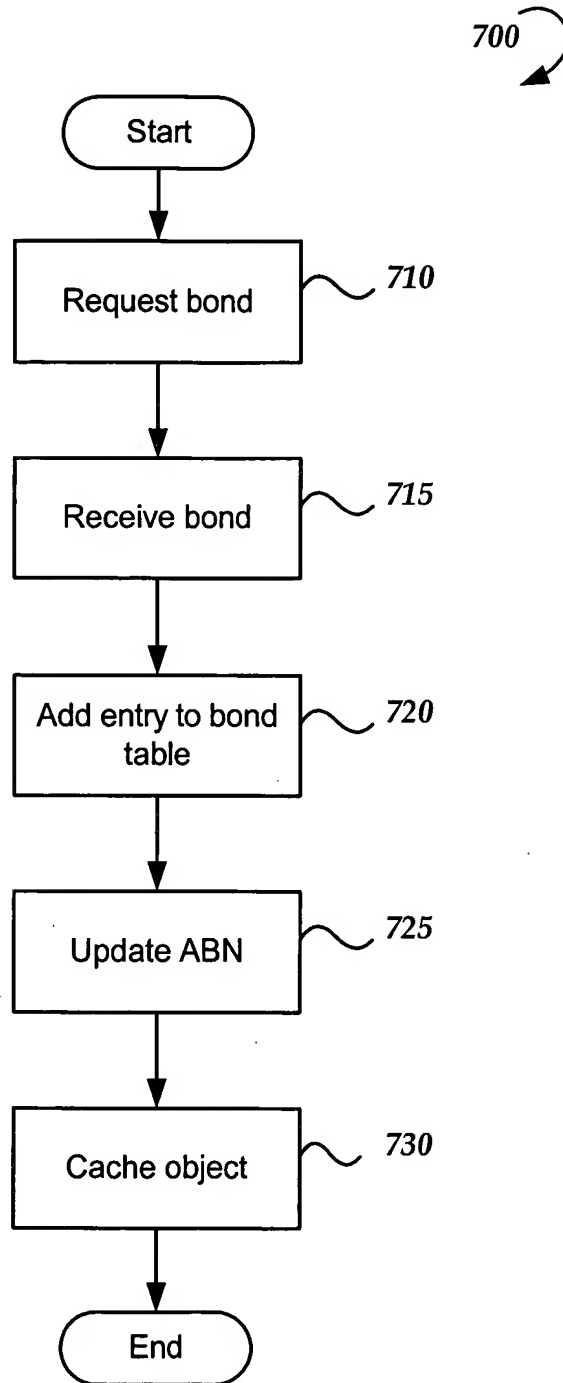 700
Start
Request bond
710
Receive bond
715
Add entry to bond
table
720
Update ABN
725
Cache object
730
End